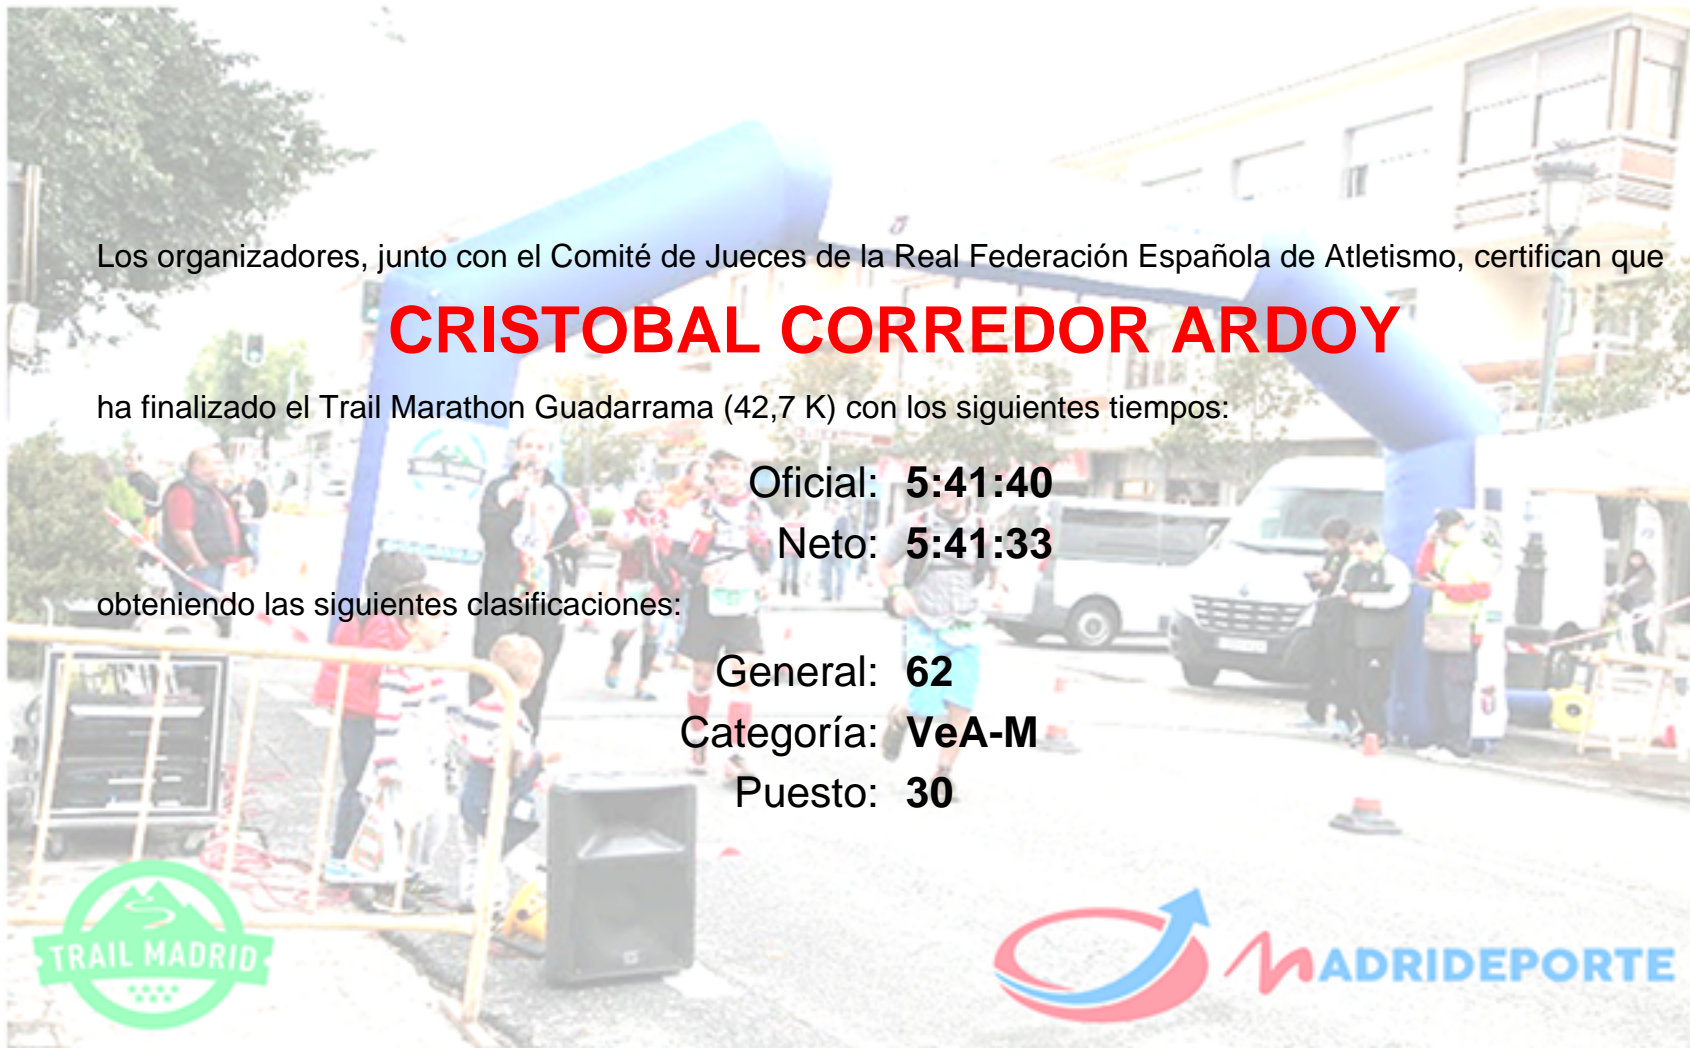 Los organizadores, junto con el Comité de Jueces de la Real Federación Española de Atletismo, certifican que
CRISTOBAL CORREDOR ARDOY
ha finalizado el Trail Marathon Guadarrama (42,7 K) con los siguientes tiempos:
Oficial: 5:41:40
Neto: 5:41:33
obteniendo las siguientes clasificaciones:
General: 62
Categoría: VeA-M
Puesto: 30
TRAIL MADRID
MADRIDEPORTE